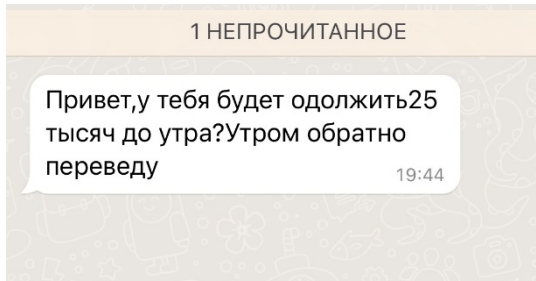 1 НЕПРОЧИТАННОЕ
Привет,у тебя будет одолжить25
тысяч до утра?Утром обратно
переведу
19:44